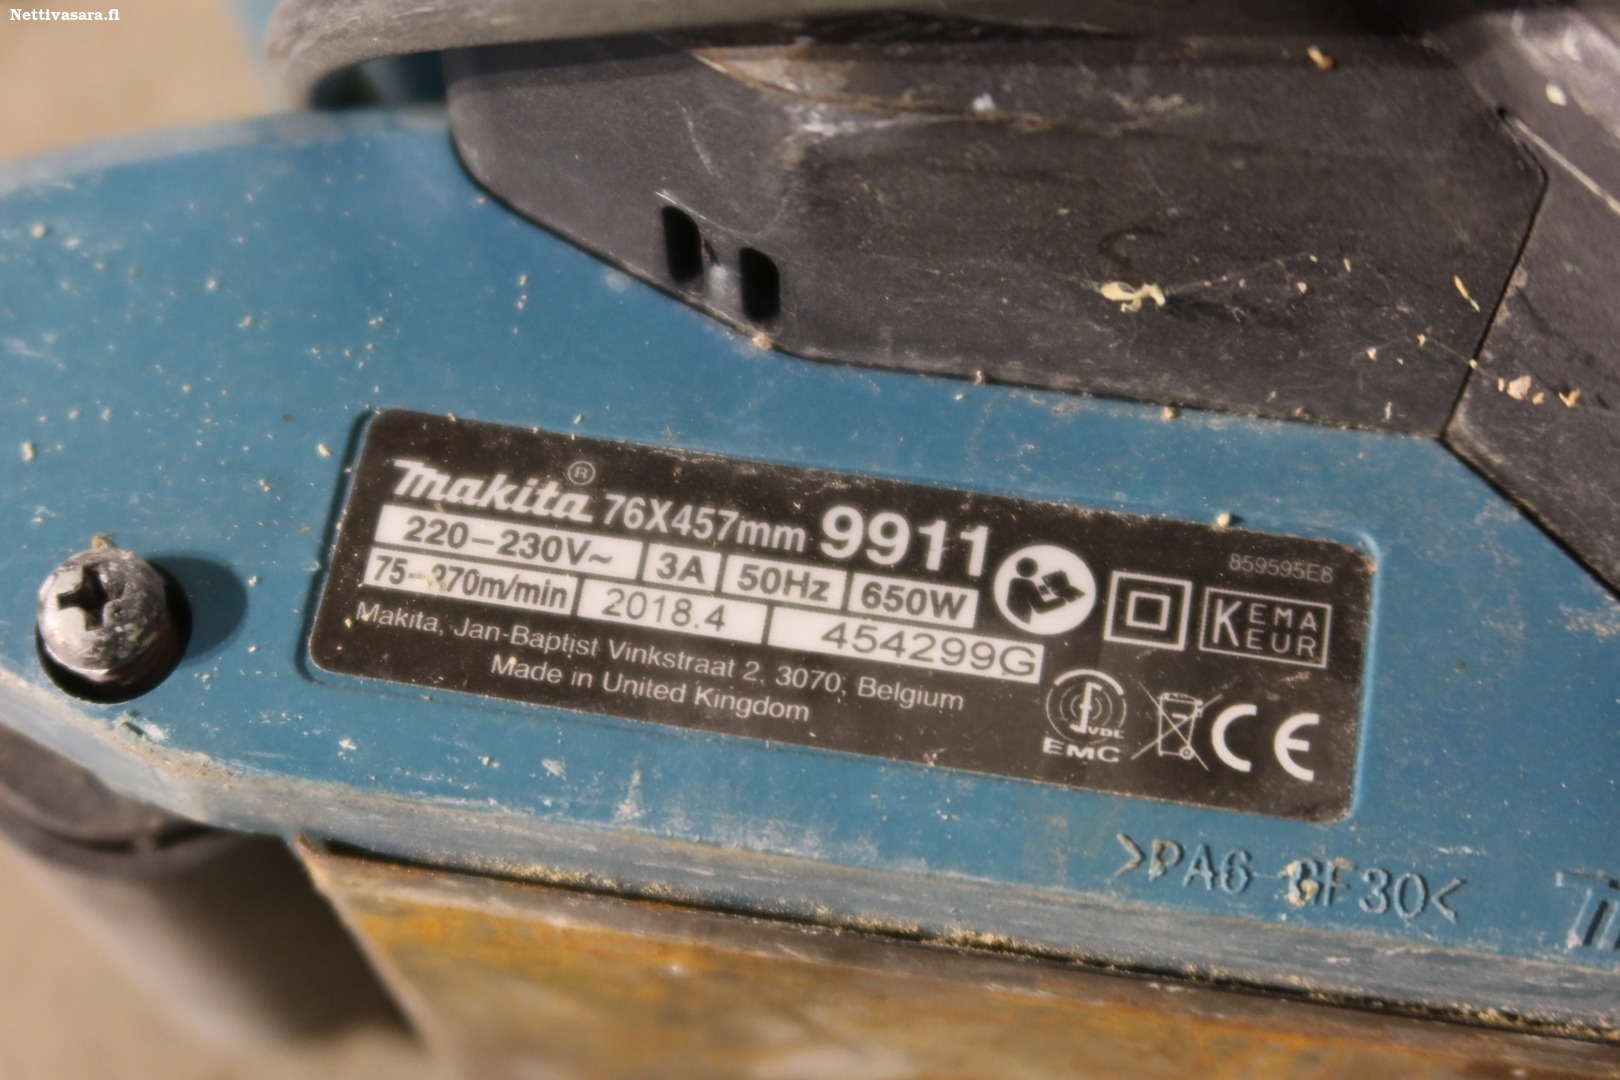 Nettivasara.fi
makita® 76X457mm 9911
859595E8
220-230V~ 3A 50Hz 650W
75-270m/min 2018.4 454299G
KEMA
KEUR
Makita, Jan-Baptist Vinkstraat 2, 3070, Belgium
Made in United Kingdom
VDE
EMC
CE
>PA6 GF30<